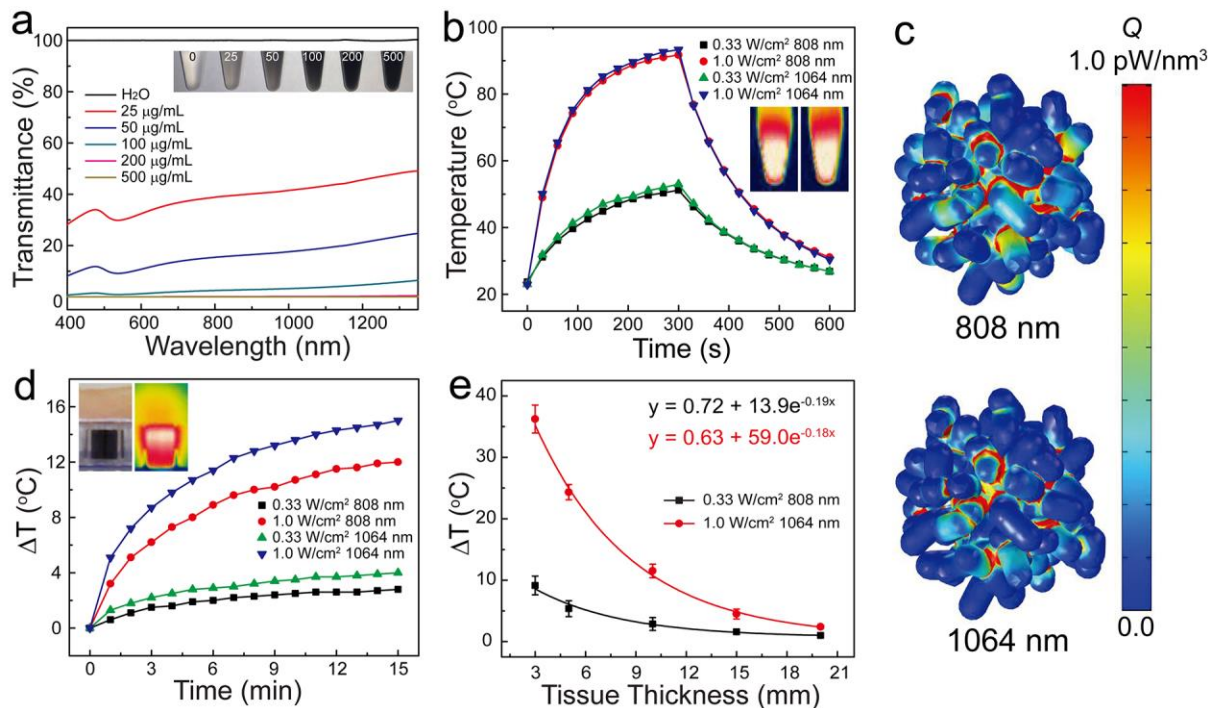 a
Transmittance (%)
100
80
60
40
20
0
0 25 50 100 200 500
H₂O
25 μg/mL
50 μg/mL
100 μg/mL
200 μg/mL
500 μg/mL
400 600 800 1000 1200
Wavelength (nm)
b
Temperature (°C)
100
80
60
40
20
0.33 W/cm² 808 nm
1.0 W/cm² 808 nm
0.33 W/cm² 1064 nm
1.0 W/cm² 1064 nm
0 100 200 300 400 500 600
Time (s)
c
Q
1.0 pW/nm³
808 nm
1064 nm
0.0
d
ΔT (°C)
16
12
8
4
0
0.33 W/cm² 808 nm
1.0 W/cm² 808 nm
0.33 W/cm² 1064 nm
1.0 W/cm² 1064 nm
0 3 6 9 12 15
Time (min)
e
ΔT (°C)
40
30
20
10
0
y = 0.72 + 13.9e⁻⁰·¹⁹ˣ
y = 0.63 + 59.0e⁻⁰·¹⁸ˣ
0.33 W/cm² 808 nm
1.0 W/cm² 1064 nm
3 6 9 12 15 18 21
Tissue Thickness (mm)